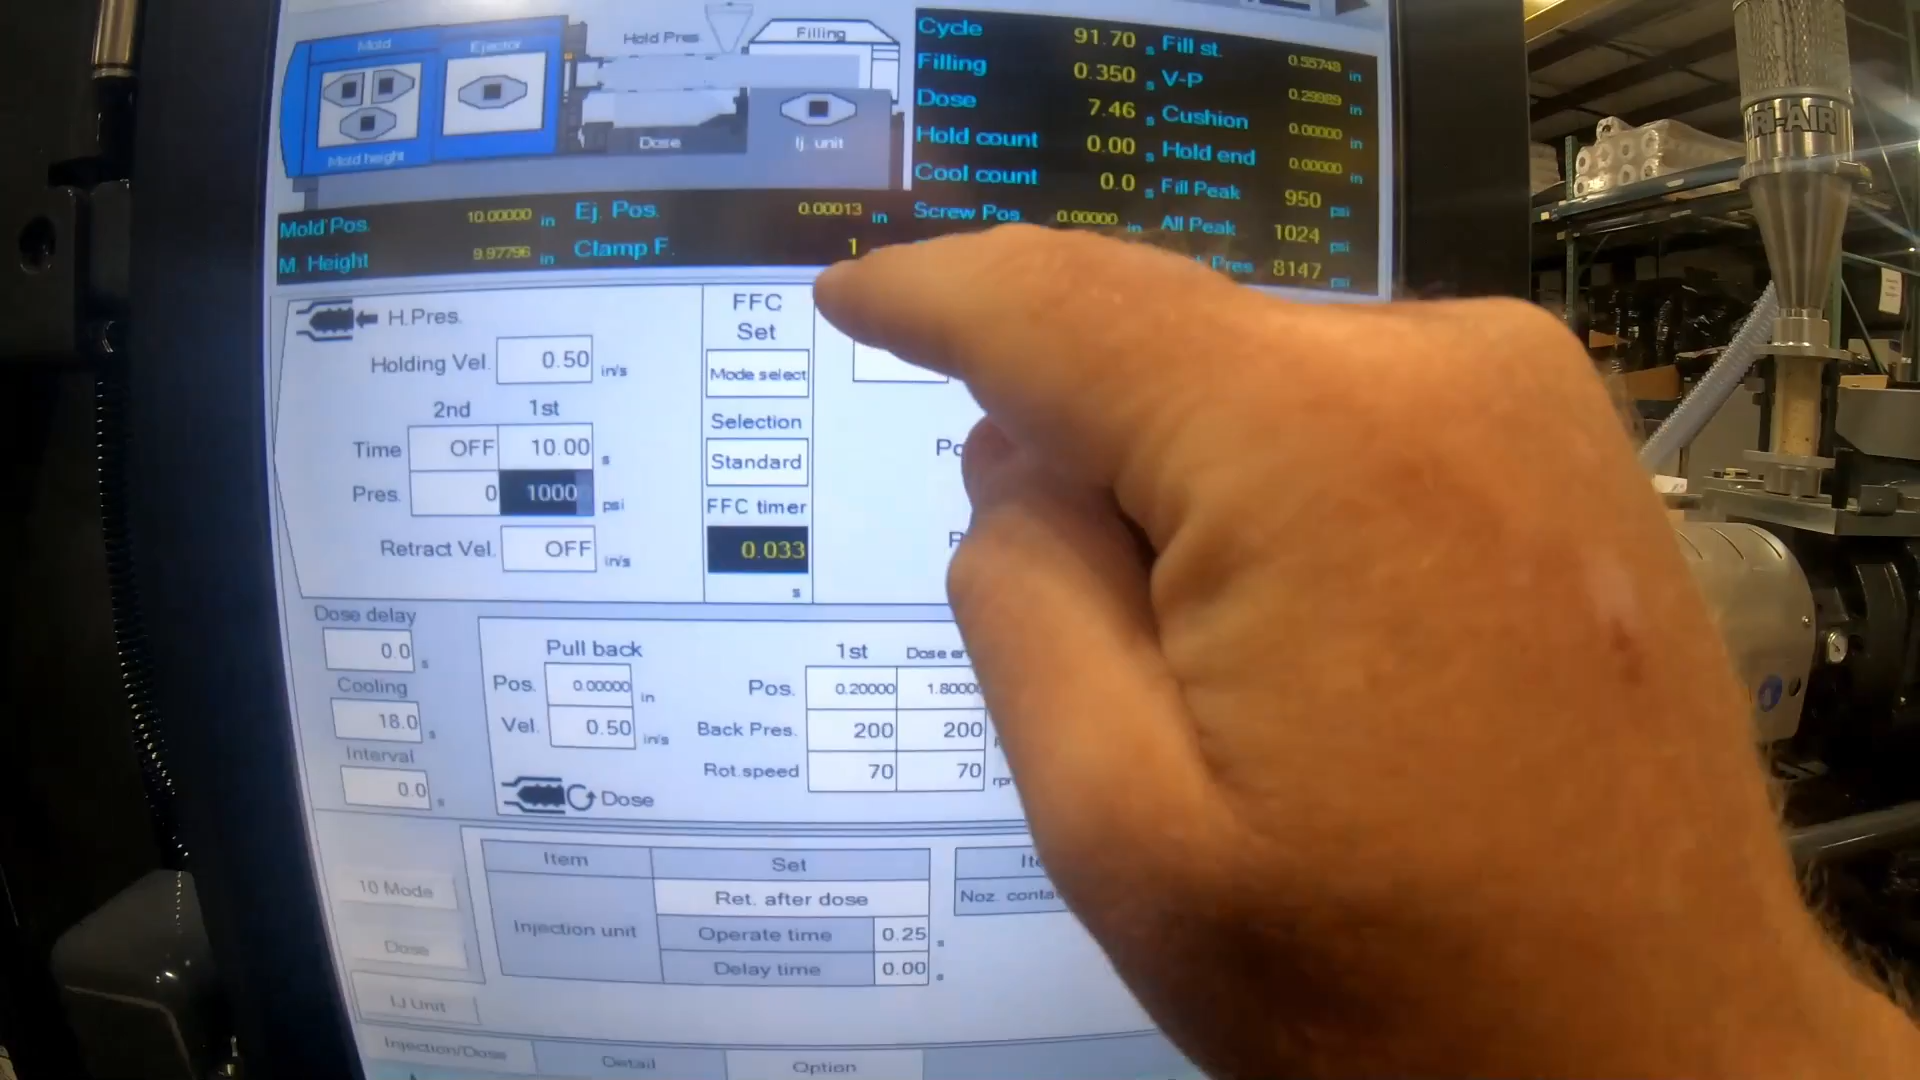 Mold
Mold height
Ejector
Hold Pres.
Filling
Dose
Ij. unit
Cycle 91.70 s Fill st. 0.55748 in
Filling 0.350 s V-P 0.29989 in
Dose 7.46 s Cushion 0.00000 in
Hold count 0.00 s Hold end 0.00000 in
Cool count 0.0 s Fill Peak 950 psi
Mold Pos. 10.00000 in Ej. Pos. 0.00013 in Screw Pos. 0.00000 in All Peak 1024 psi
M. Height 9.97796 in Clamp F. 1 Pres 8147 psi
H.Pres.
Holding Vel. 0.50 in/s
2nd 1st
Time OFF 10.00 s
Pres. 0 1000 psi
Retract Vel. OFF in/s
FFC
Set
Mode select
Selection
Standard
FFC timer
0.033
s
Dose delay
0.0 s
Cooling
18.0 s
Interval
0.0 s
Pull back
Pos. 0.00000 in
Vel. 0.50 in/s
Dose
1st
Pos. 0.20000 1.8000
Back Pres. 200 200
Rot.speed 70 70
Item Set
Injection unit
Ret. after dose
Operate time 0.25 s
Delay time 0.00 s
Noz.
10 Mode
Dose
I.J Unit
Injection/Dose Detail Option
RI-AIR